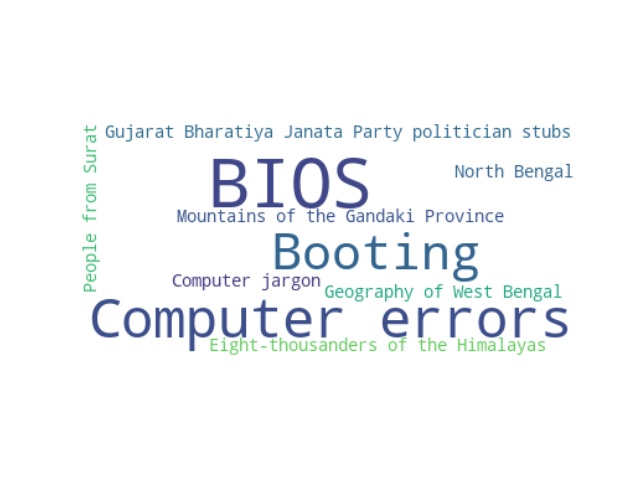 Gujarat Bharatiya Janata Party politician stubs
People from Surat
BIOS
North Bengal
Mountains of the Gandaki Province
Booting
Computer jargon
Geography of West Bengal
Computer errors
Eight-thousanders of the Himalayas